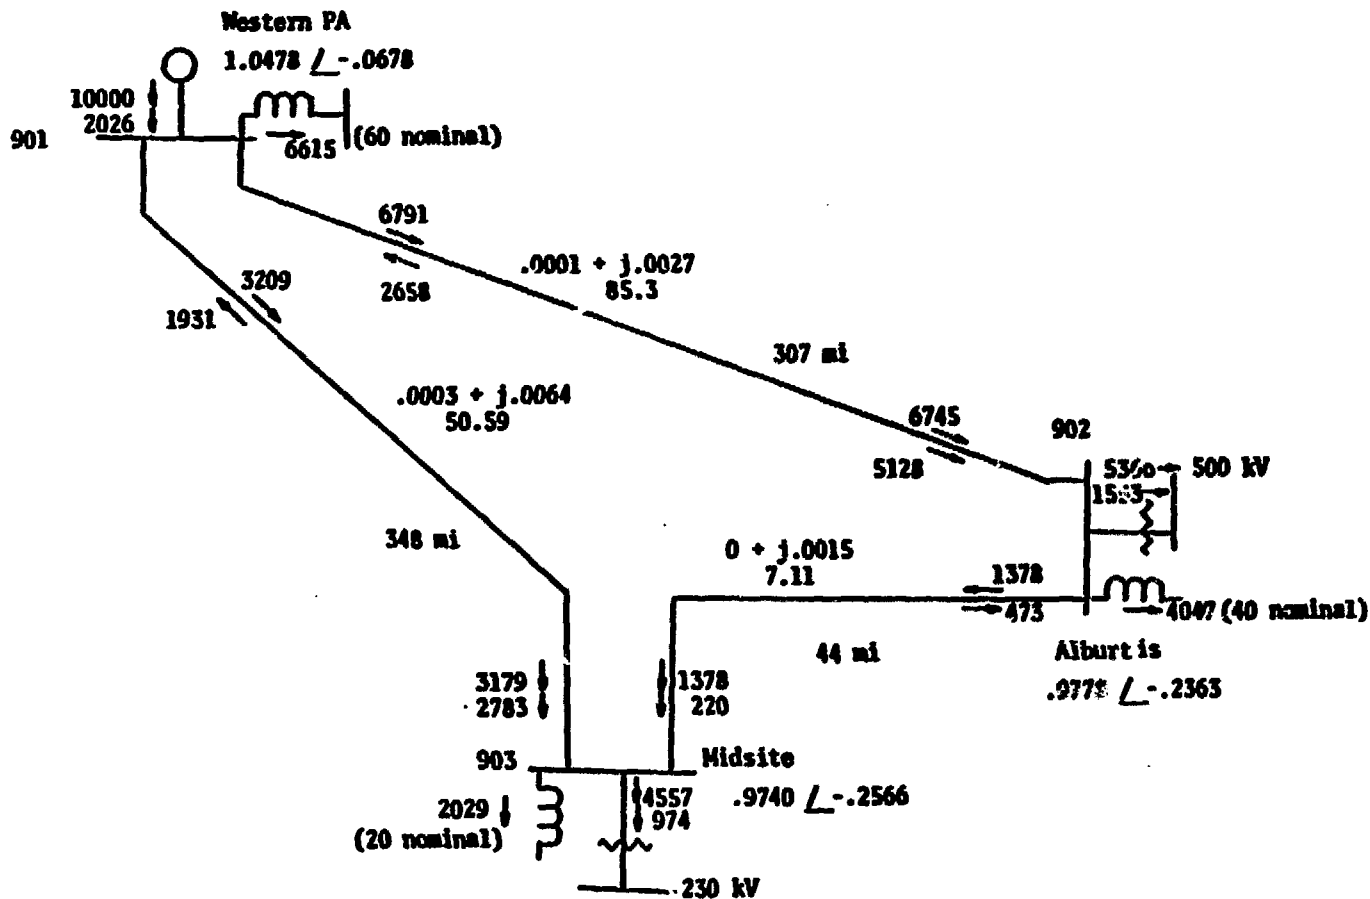 Western PA
1.0478 /-.0678
10000
2026
901
6615
(60 nominal)
6791
2658
.0001 + j.0027
85.3
3209
1931
307 mi
.0003 + j.0064
50.59
6745
5128
902
500 kV
348 mi
0 + j.0015
7.11
1378
473
4047 (40 nominal)
44 mi
Alburtis
/-.2363
3179
2783
1378
220
903
Midsite
2029
(20 nominal)
4557
974
.9740 /-.2566
230 kV